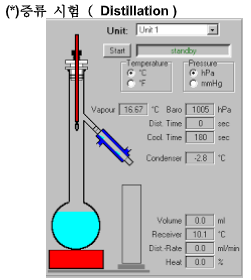 (*)증류 시험 ( Distillation )
Unit: Unit 1
Start standby
Temperature Pressure
°C hPa
°F mmHg
Vapour 16.67 °C Baro 1005 hPa
Dist. Time 0 sec
Cool. Time 180 sec
Condenser -2.8 °C
Volume 0.0 ml
Receiver 10.1 °C
Dist.-Rate 0.0 ml/min
Heat 0.0 %